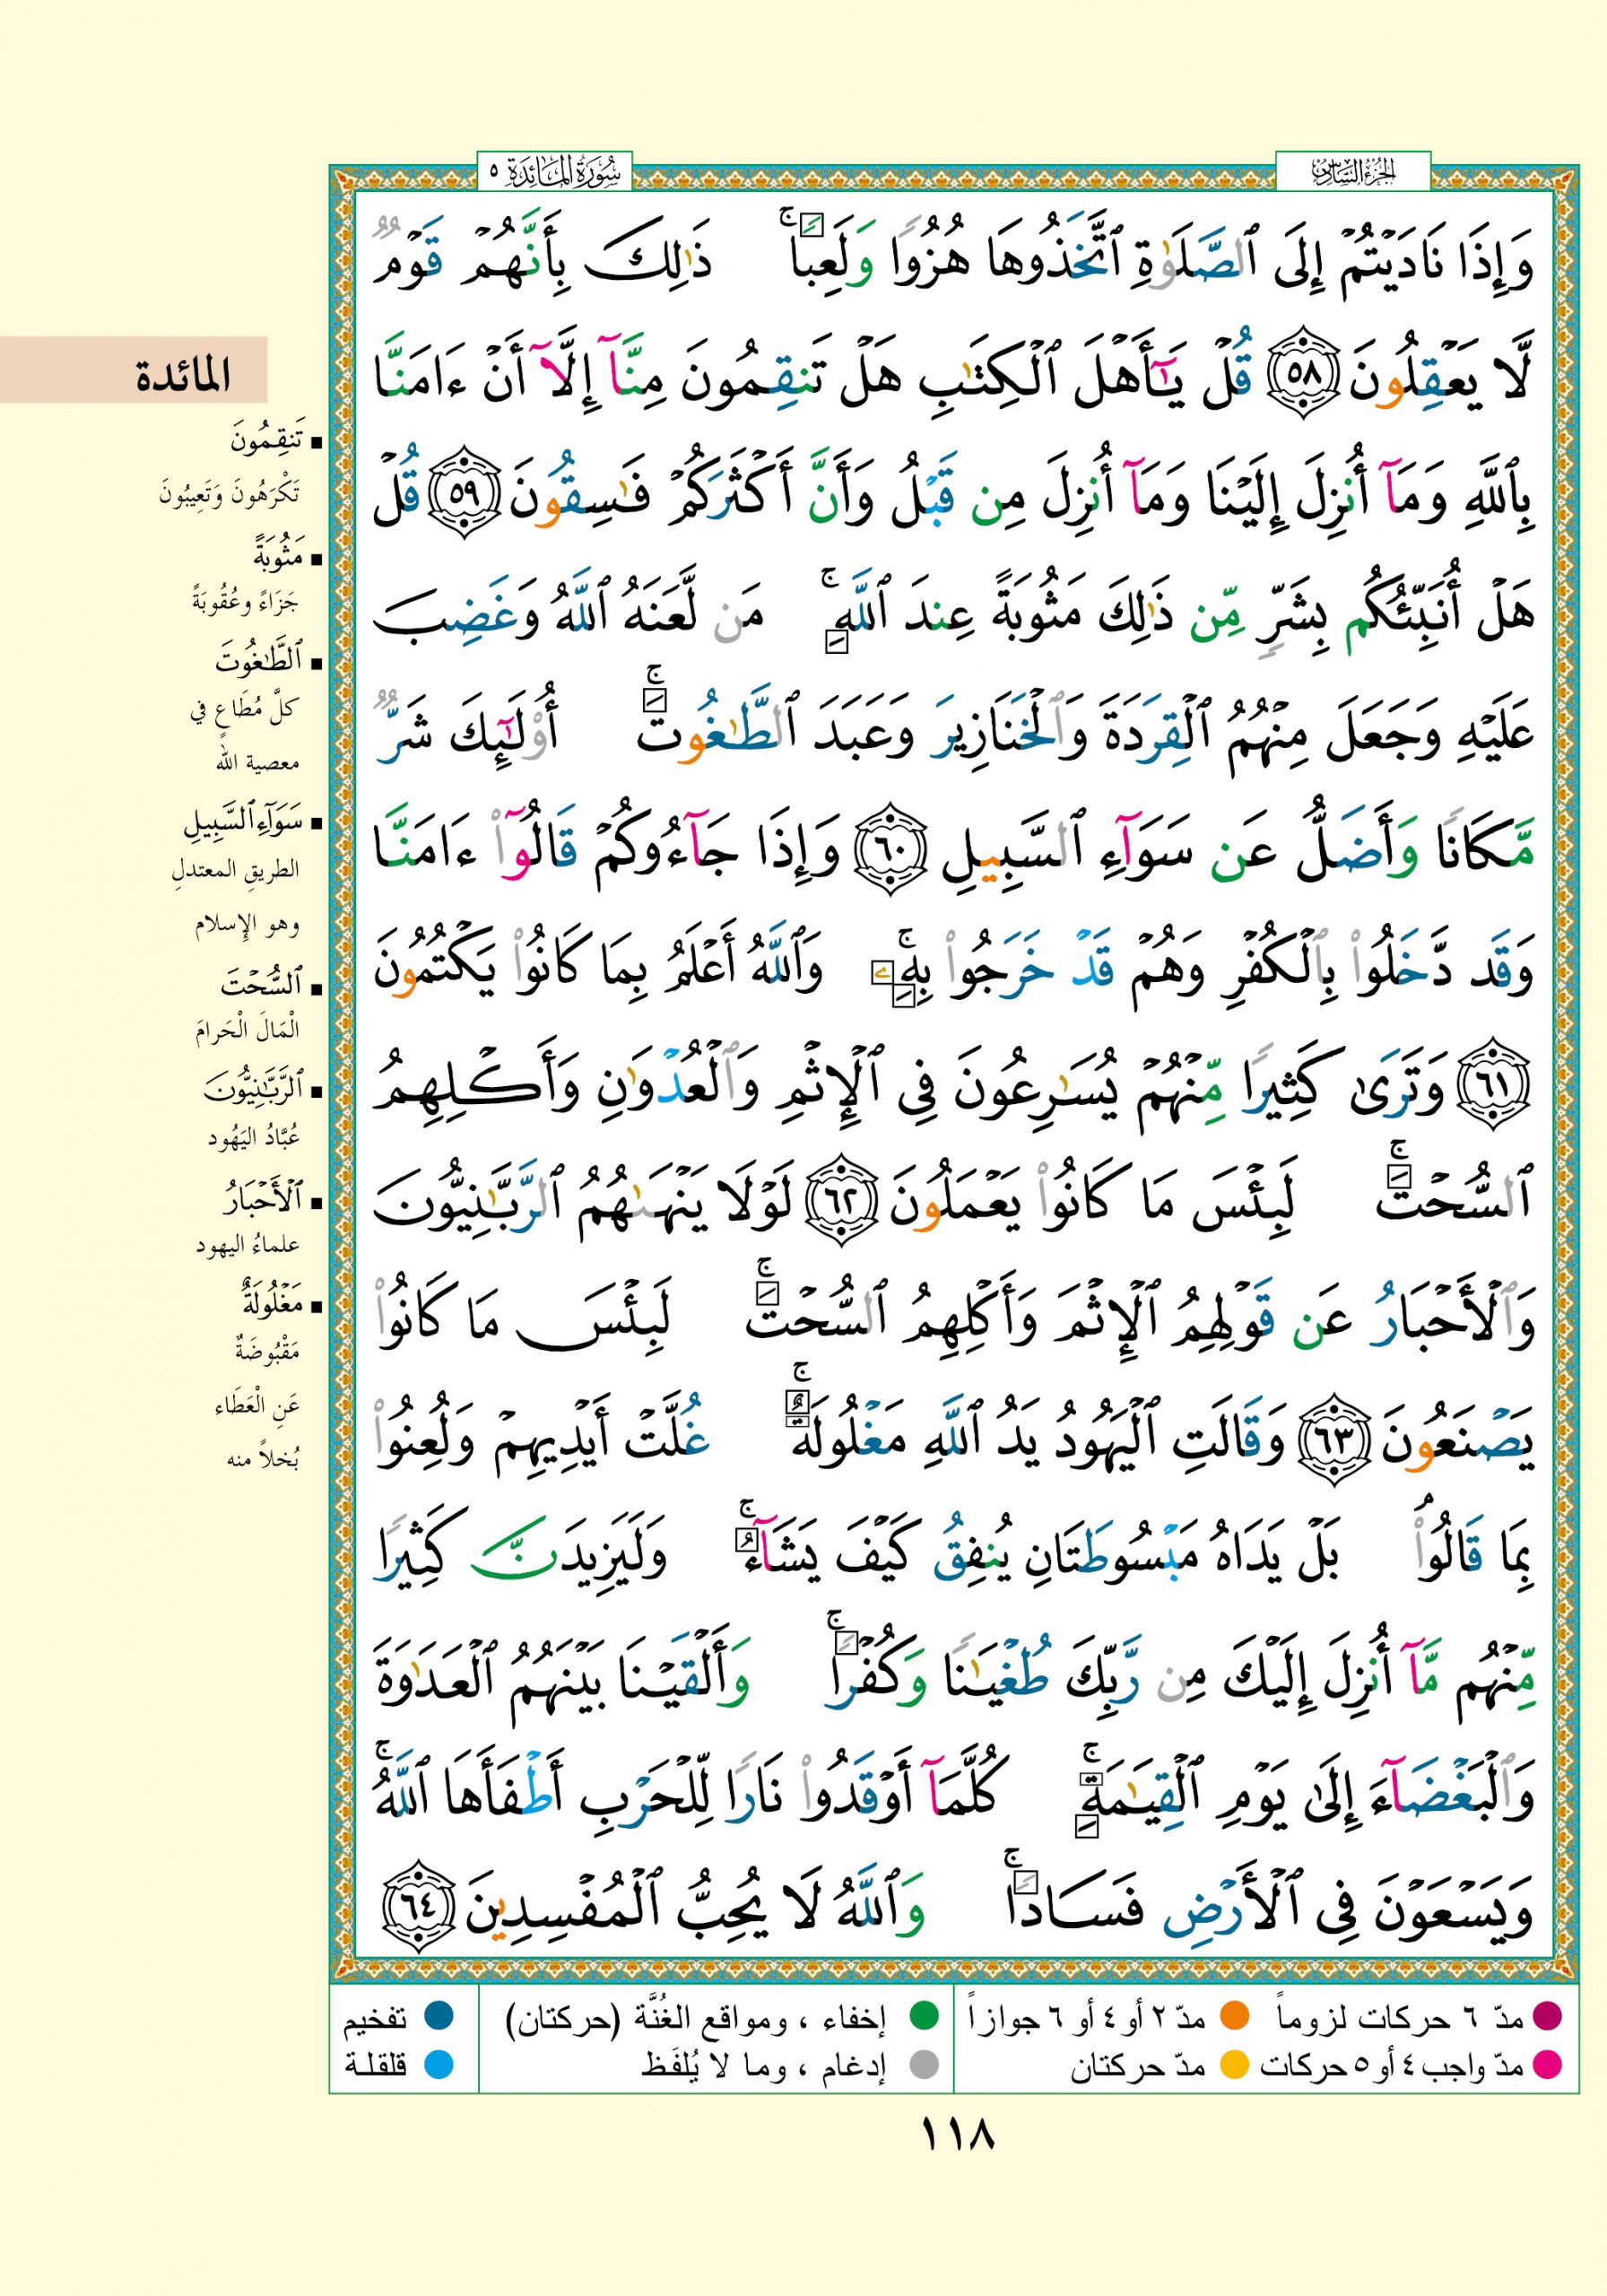 الجزء السادس
سورة المائدة ٥
وَإِذَا نَادَيْتُمْ إِلَى ٱلصَّلَوٰةِ ٱتَّخَذُوهَا هُزُوًا وَلَعِبًا ۚ ذَٰلِكَ بِأَنَّهُمْ قَوْمٌ
لَّا يَعْقِلُونَ ﴿٥٨﴾ قُلْ يَـٰٓأَهْلَ ٱلْكِتَـٰبِ هَلْ تَنقِمُونَ مِنَّآ إِلَّآ أَنْ ءَامَنَّا
بِٱللَّهِ وَمَآ أُنزِلَ إِلَيْنَا وَمَآ أُنزِلَ مِن قَبْلُ وَأَنَّ أَكْثَرَكُمْ فَـٰسِقُونَ ﴿٥٩﴾ قُلْ
هَلْ أُنَبِّئُكُم بِشَرٍّ مِّن ذَٰلِكَ مَثُوبَةً عِندَ ٱللَّهِ ۚ مَن لَّعَنَهُ ٱللَّهُ وَغَضِبَ
عَلَيْهِ وَجَعَلَ مِنْهُمُ ٱلْقِرَدَةَ وَٱلْخَنَازِيرَ وَعَبَدَ ٱلطَّـٰغُوتَ ۚ أُو۟لَـٰٓئِكَ شَرٌّ
مَّكَانًا وَأَضَلُّ عَن سَوَآءِ ٱلسَّبِيلِ ﴿٦٠﴾ وَإِذَا جَآءُوكُمْ قَالُوٓا۟ ءَامَنَّا
وَقَد دَّخَلُوا۟ بِٱلْكُفْرِ وَهُمْ قَدْ خَرَجُوا۟ بِهِۦ ۚ وَٱللَّهُ أَعْلَمُ بِمَا كَانُوا۟ يَكْتُمُونَ
﴿٦١﴾ وَتَرَىٰ كَثِيرًا مِّنْهُمْ يُسَـٰرِعُونَ فِى ٱلْإِثْمِ وَٱلْعُدْوَٰنِ وَأَكْلِهِمُ
ٱلسُّحْتَ ۚ لَبِئْسَ مَا كَانُوا۟ يَعْمَلُونَ ﴿٦٢﴾ لَوْلَا يَنْهَىٰهُمُ ٱلرَّبَّـٰنِيُّونَ
وَٱلْأَحْبَارُ عَن قَوْلِهِمُ ٱلْإِثْمَ وَأَكْلِهِمُ ٱلسُّحْتَ ۚ لَبِئْسَ مَا كَانُوا۟
يَصْنَعُونَ ﴿٦٣﴾ وَقَالَتِ ٱلْيَهُودُ يَدُ ٱللَّهِ مَغْلُولَةٌ ۚ غُلَّتْ أَيْدِيهِمْ وَلُعِنُوا۟
بِمَا قَالُوا۟ ۘ بَلْ يَدَاهُ مَبْسُوطَتَانِ يُنفِقُ كَيْفَ يَشَآءُ ۚ وَلَيَزِيدَنَّ كَثِيرًا
مِّنْهُم مَّآ أُنزِلَ إِلَيْكَ مِن رَّبِّكَ طُغْيَـٰنًا وَكُفْرًا ۚ وَأَلْقَيْنَا بَيْنَهُمُ ٱلْعَدَٰوَةَ
وَٱلْبَغْضَآءَ إِلَىٰ يَوْمِ ٱلْقِيَـٰمَةِ ۚ كُلَّمَآ أَوْقَدُوا۟ نَارًا لِّلْحَرْبِ أَطْفَأَهَا ٱللَّهُ ۚ
وَيَسْعَوْنَ فِى ٱلْأَرْضِ فَسَادًا ۚ وَٱللَّهُ لَا يُحِبُّ ٱلْمُفْسِدِينَ ﴿٦٤﴾
المائدة
تَنقِمُونَ
تَكْرَهُونَ وَتَعِيبُونَ
مَثُوبَةً
جَزَاءً وعُقُوبَةً
ٱلطَّـٰغُوتَ
كلَّ مُطَاعٍ في
معصية الله
سَوَآءِ ٱلسَّبِيلِ
الطريقِ المعتدلِ
وهو الإِسلام
ٱلسُّحْتَ
الْمَالَ الْحَرامَ
ٱلرَّبَّـٰنِيُّونَ
عُبَّادُ اليَهُود
ٱلْأَحْبَارُ
علماءُ اليهود
مَغْلُولَةٌ
مَقْبُوضَةٌ
عَنِ الْعَطَاء
بُخلاً منه
مدّ ٦ حركات لزوماً مدّ ٢ أو ٤ أو ٦ جوازاً إخفاء ، ومواقع الغُنَّة (حركتان) تفخيم
مدّ واجب ٤ أو ٥ حركات مدّ حركتان إدغام ، وما لا يُلفَظ قلقلة
١١٨